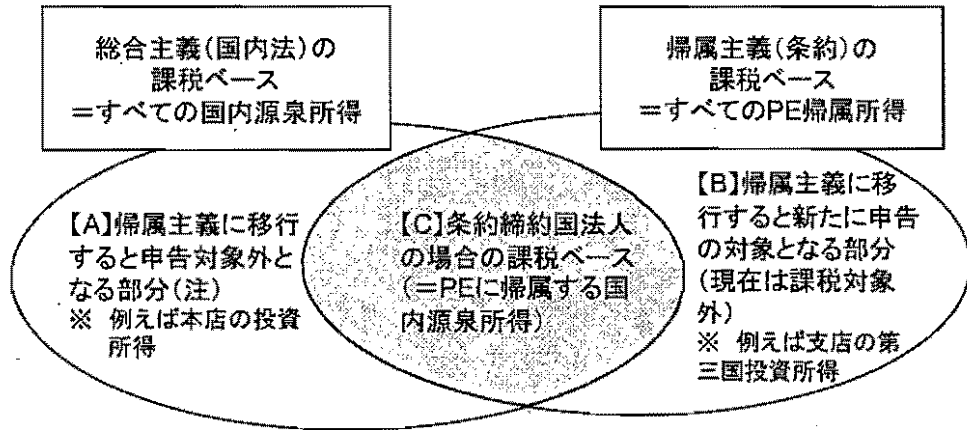 総合主義(国内法)の
課税ベース
＝すべての国内源泉所得
帰属主義(条約)の
課税ベース
＝すべてのPE帰属所得
【A】帰属主義に移行
すると申告対象外と
なる部分(注)
※ 例えば本店の投資
所得
【C】条約締約国法人
の場合の課税ベース
(＝PEに帰属する国
内源泉所得)
【B】帰属主義に移
行すると新たに申告
の対象となる部分
(現在は課税対象
外)
※ 例えば支店の第
三国投資所得